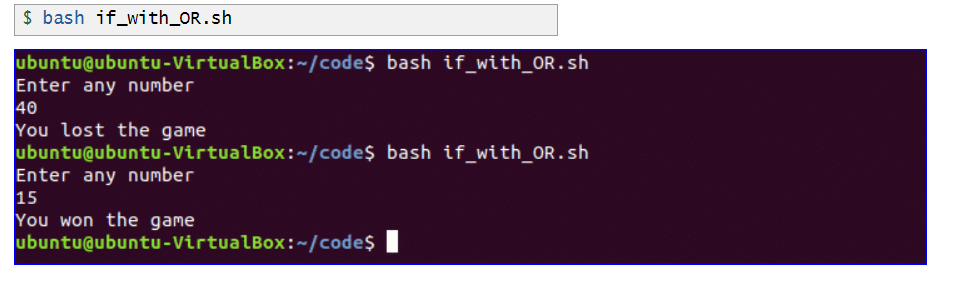 $ bash if_with_OR.sh
ubuntu@ubuntu-VirtualBox:~/code$ bash if_with_OR.sh
Enter any number
40
You lost the game
ubuntu@ubuntu-VirtualBox:~/code$ bash if_with_OR.sh
Enter any number
15
You won the game
ubuntu@ubuntu-VirtualBox:~/code$